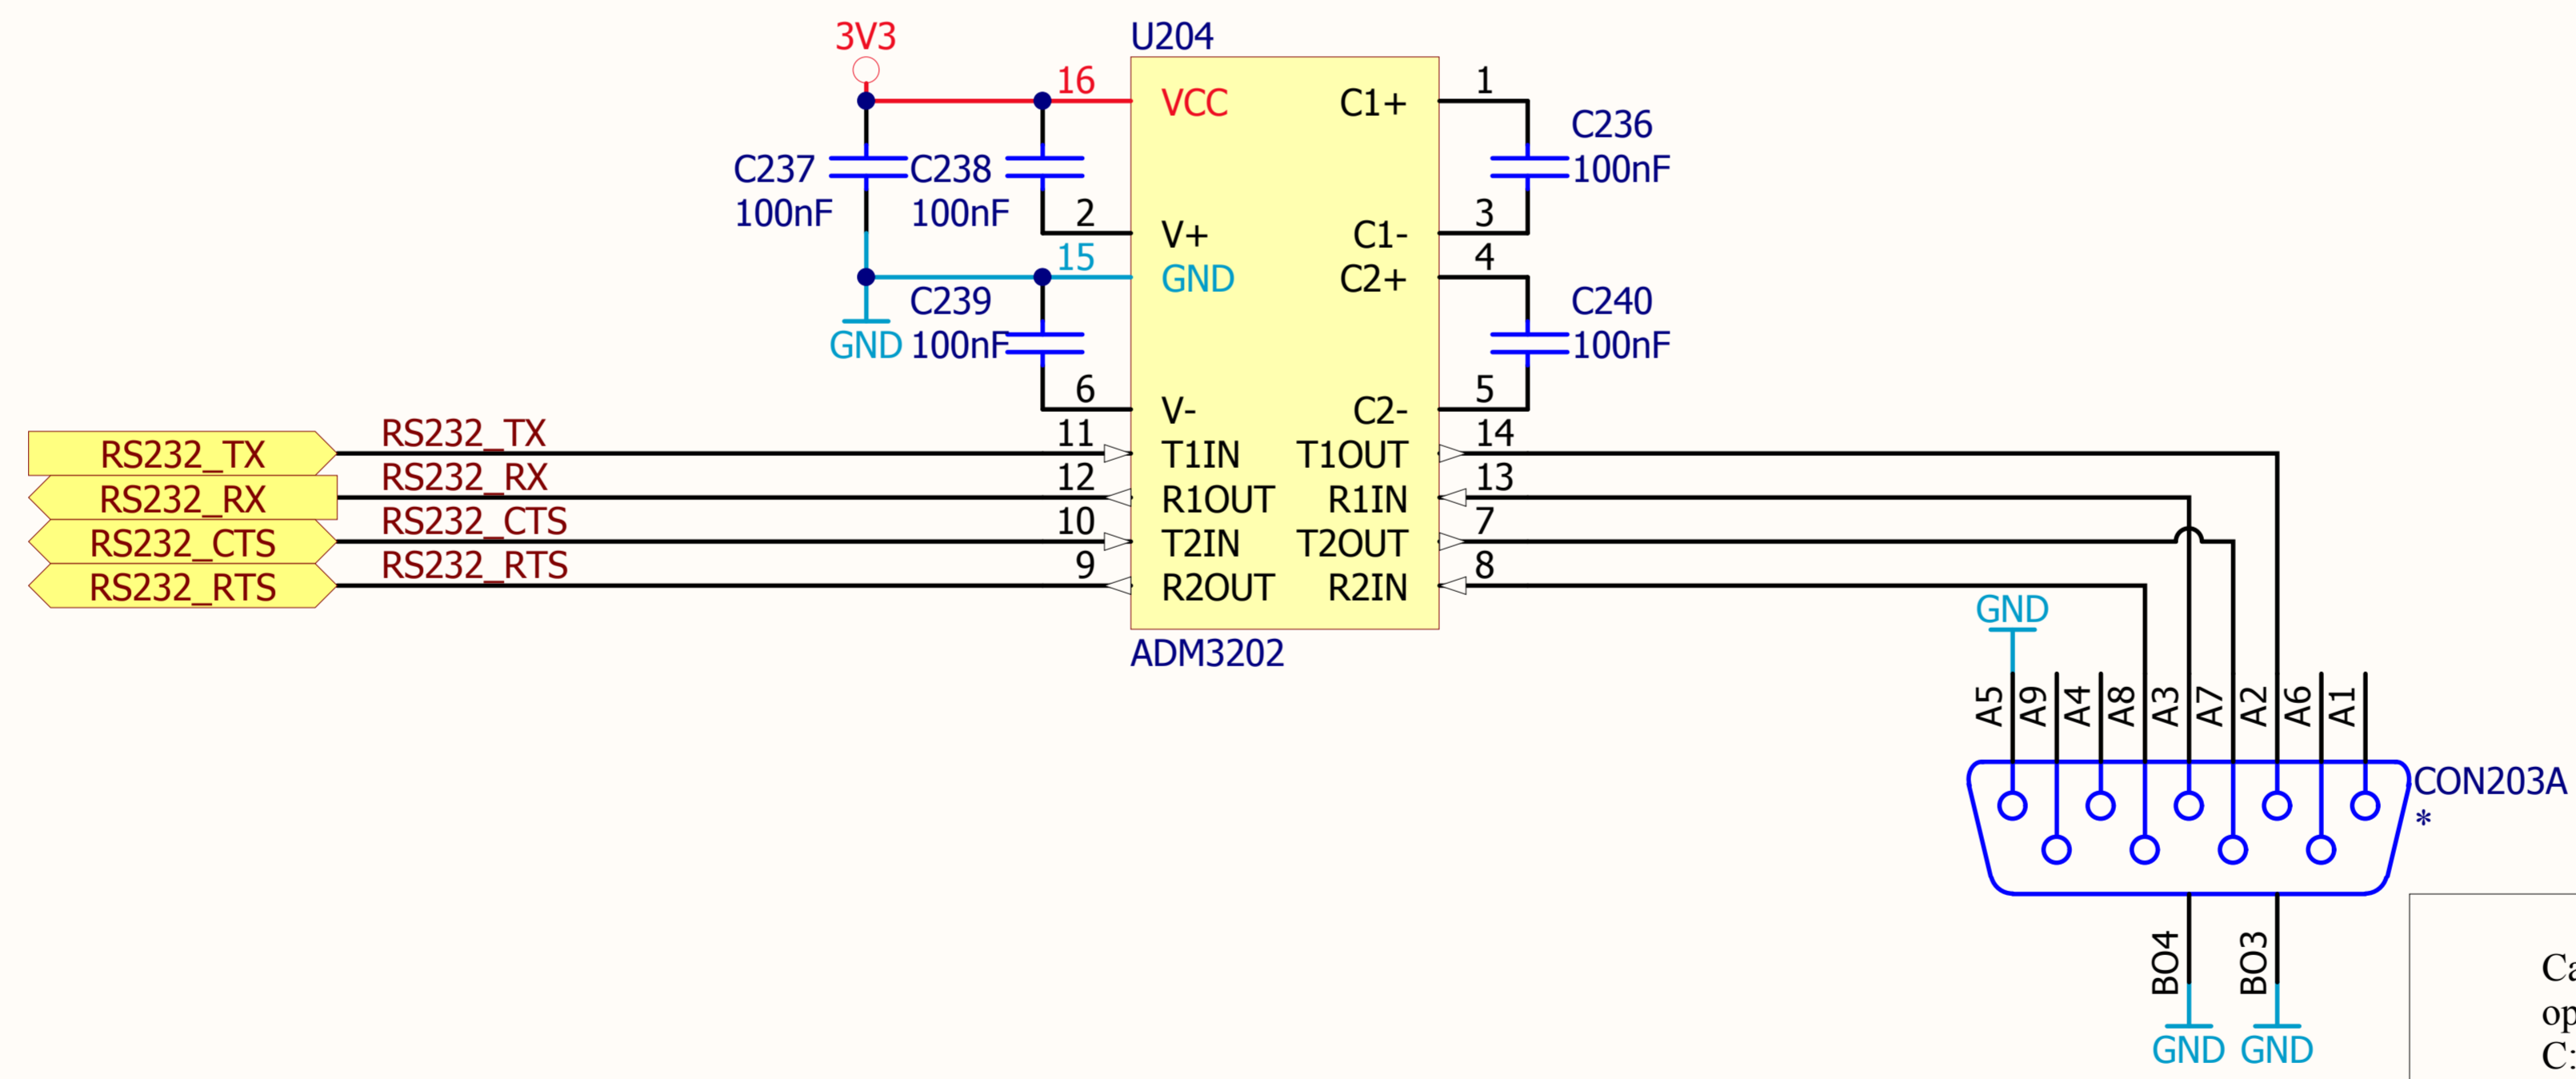 3V3
U204
16
VCC
C1+
1
C237
100nF
C238
100nF
C236
100nF
2
V+
C1-
3
15
GND
C2+
4
GND
C239
100nF
C240
100nF
6
V-
C2-
5
RS232_TX
RS232_TX
11
T1IN
T1OUT
14
RS232_RX
RS232_RX
12
R1OUT
R1IN
13
RS232_CTS
RS232_CTS
10
T2IN
T2OUT
7
RS232_RTS
RS232_RTS
9
R2OUT
R2IN
8
ADM3202
GND
A5
A9
A4
A8
A3
A7
A2
A6
A1
CON203A
*
BO4
BO3
GND
GND
Ca
op
C: